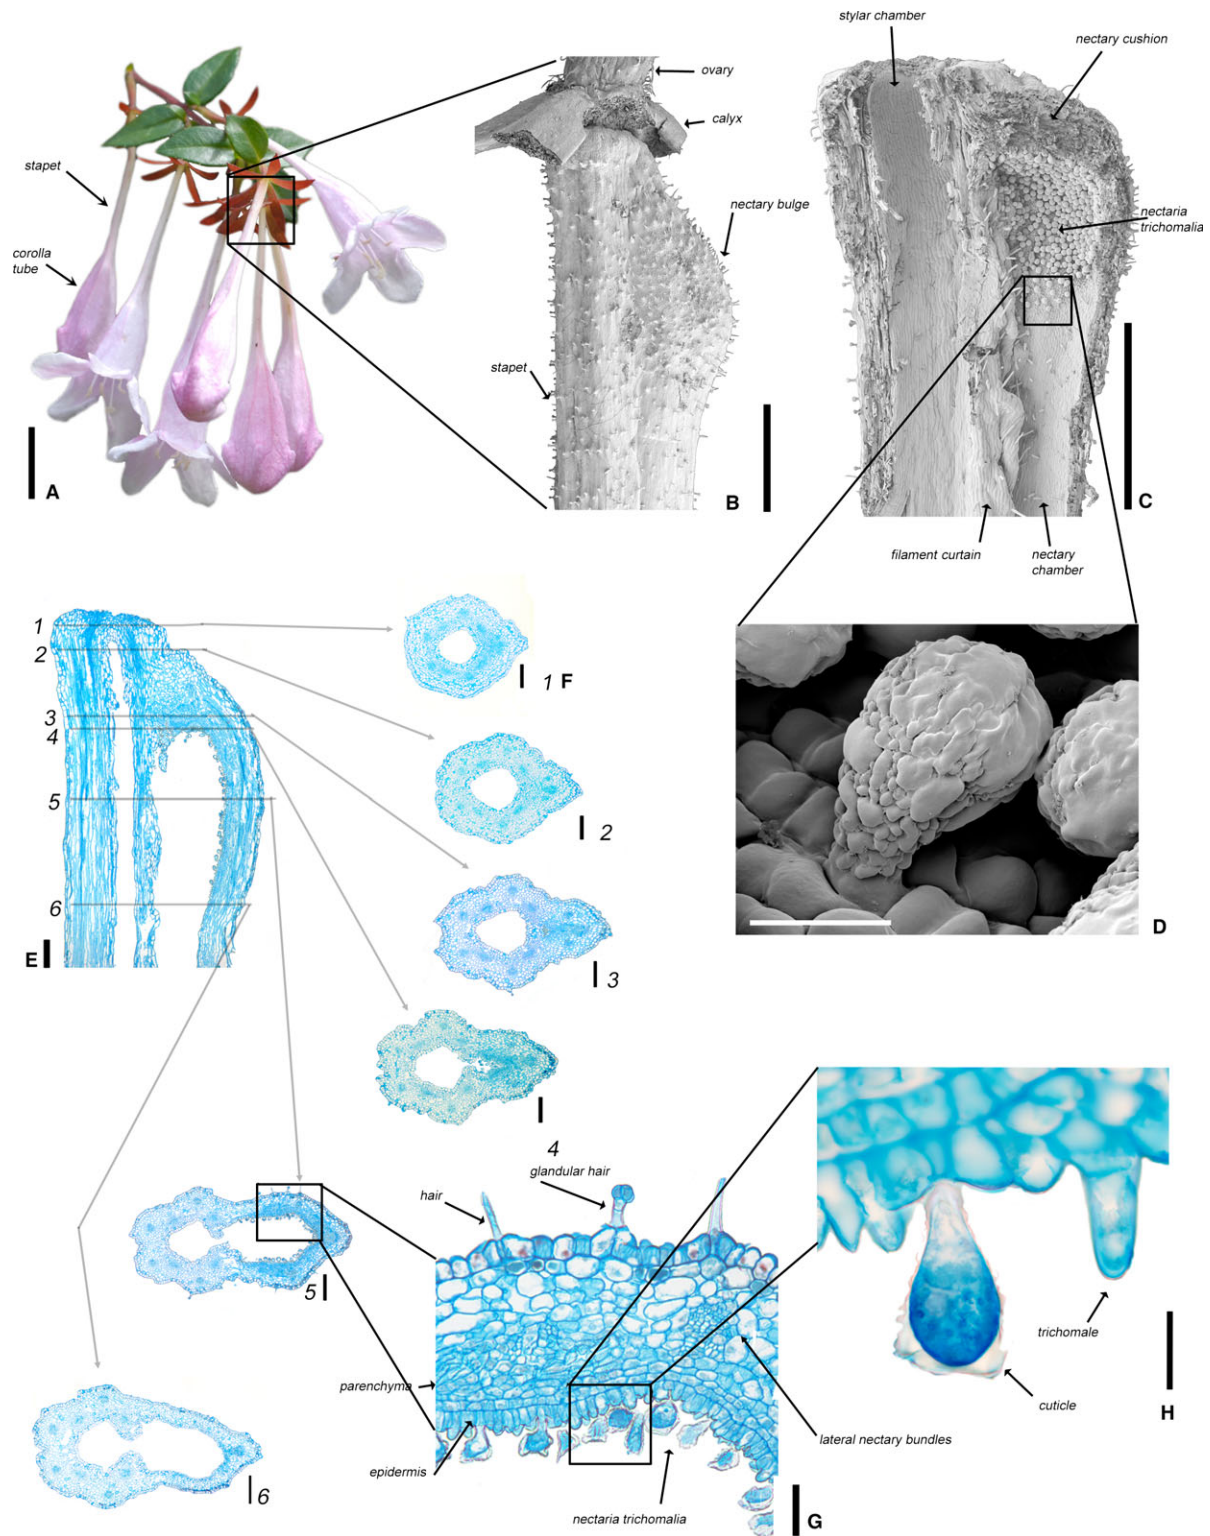 stapet
corolla
tube
A
ovary
calyx
nectary bulge
stapet
B
stylar chamber
nectary cushion
nectaria
trichomalia
C
filament curtain
nectary
chamber
D
1
2
3
4
5
6
E
1 F
2
3
4
5
6
hair
glandular hair
parenchyma
epidermis
nectaria trichomalia
lateral nectary bundles
G
trichomale
cuticle
H